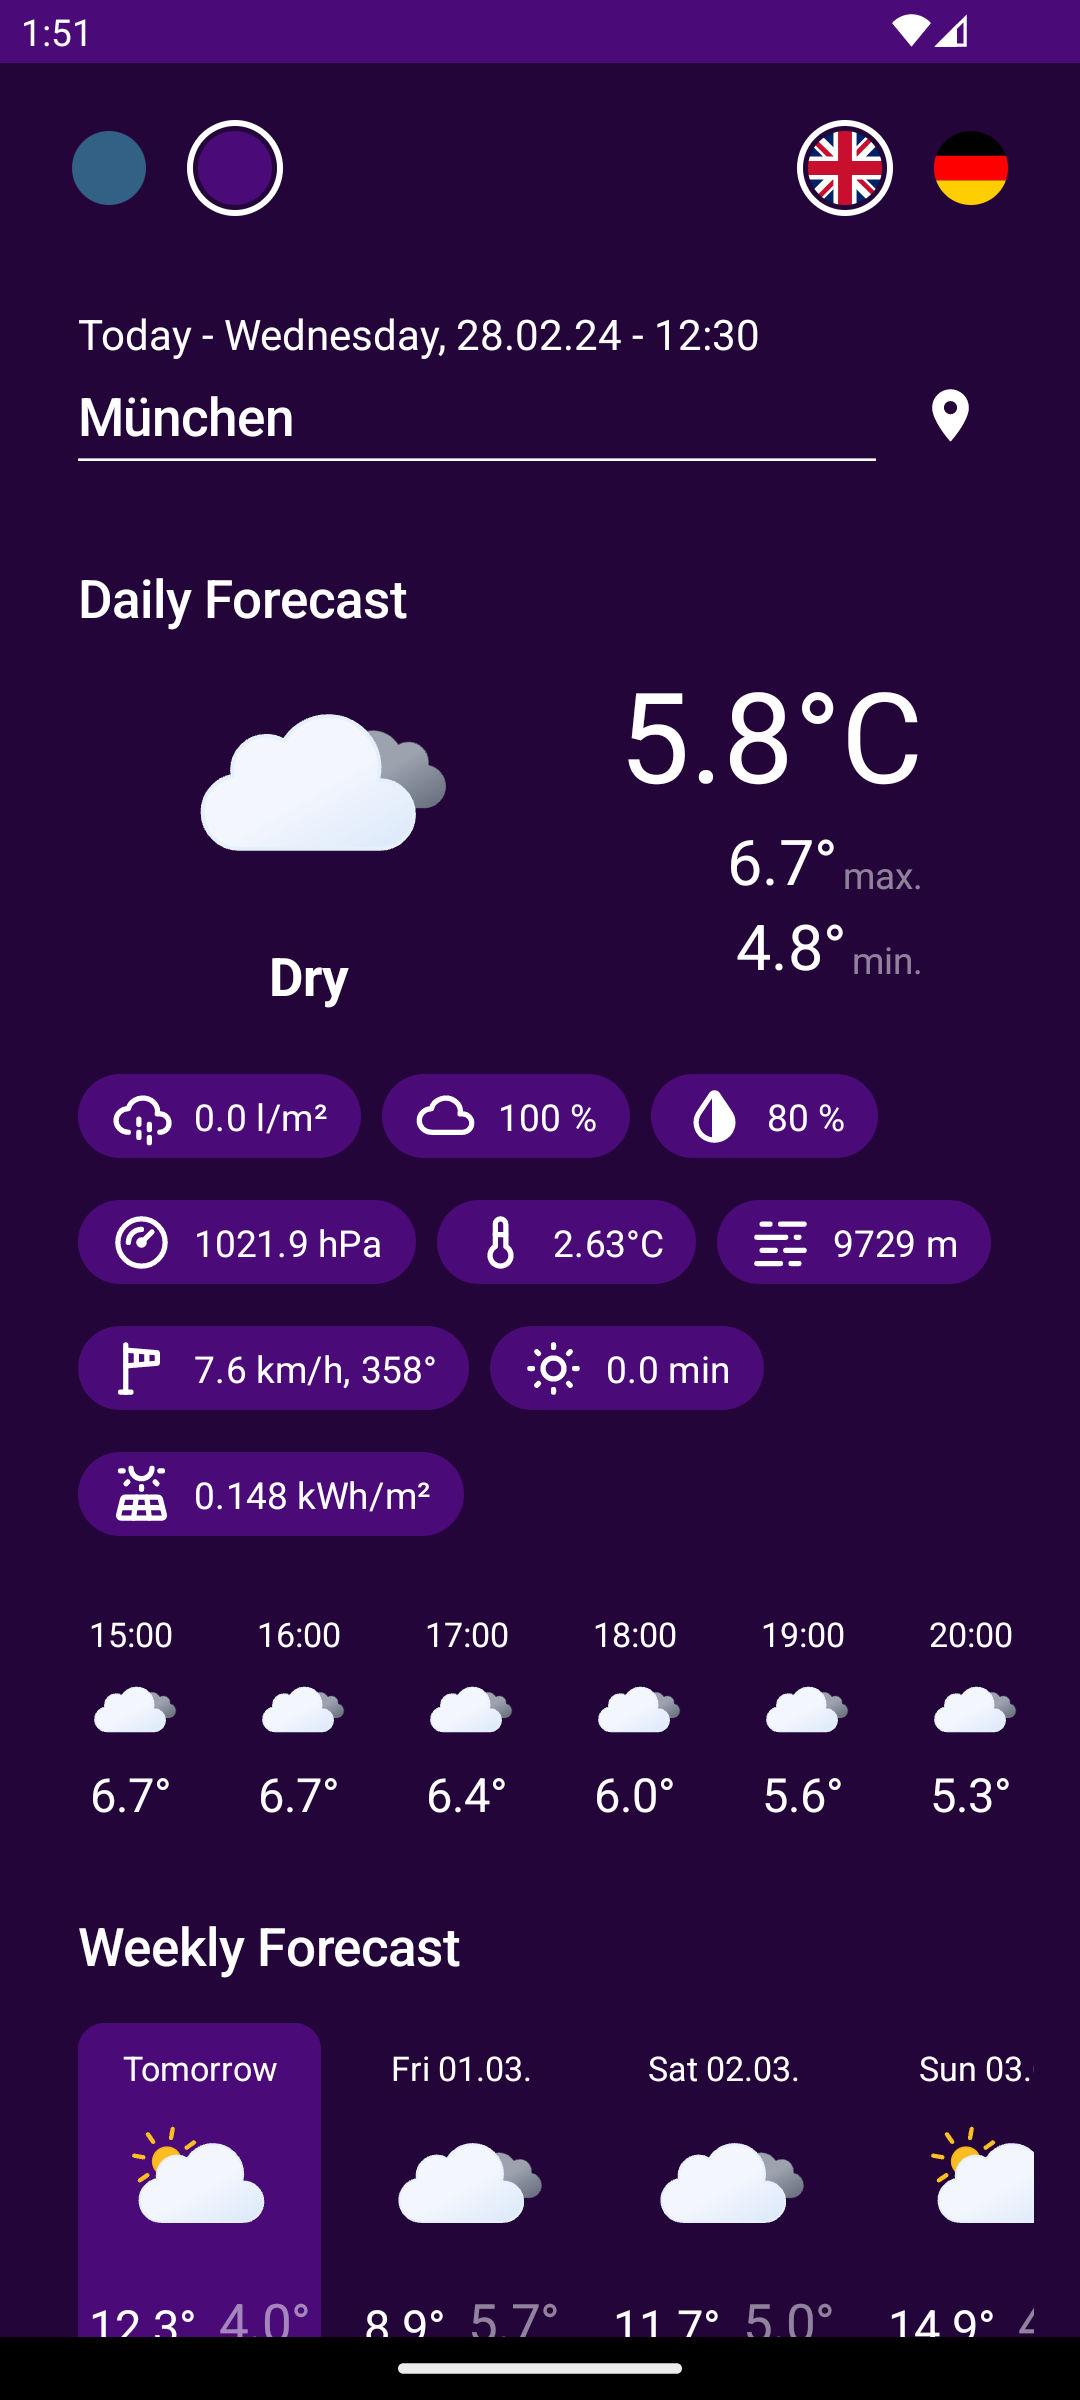 1:51
Today - Wednesday, 28.02.24 - 12:30
München
Daily Forecast
5.8°C
6.7° max.
4.8° min.
Dry
0.0 l/m² 100 % 80 %
1021.9 hPa 2.63°C 9729 m
7.6 km/h, 358° 0.0 min
0.148 kWh/m²
15:00 16:00 17:00 18:00 19:00 20:00
6.7° 6.7° 6.4° 6.0° 5.6° 5.3°
Weekly Forecast
Tomorrow Fri 01.03. Sat 02.03. Sun 03.
12.3° 4.0° 8.9° 5.7° 11.7° 5.0° 14.9°